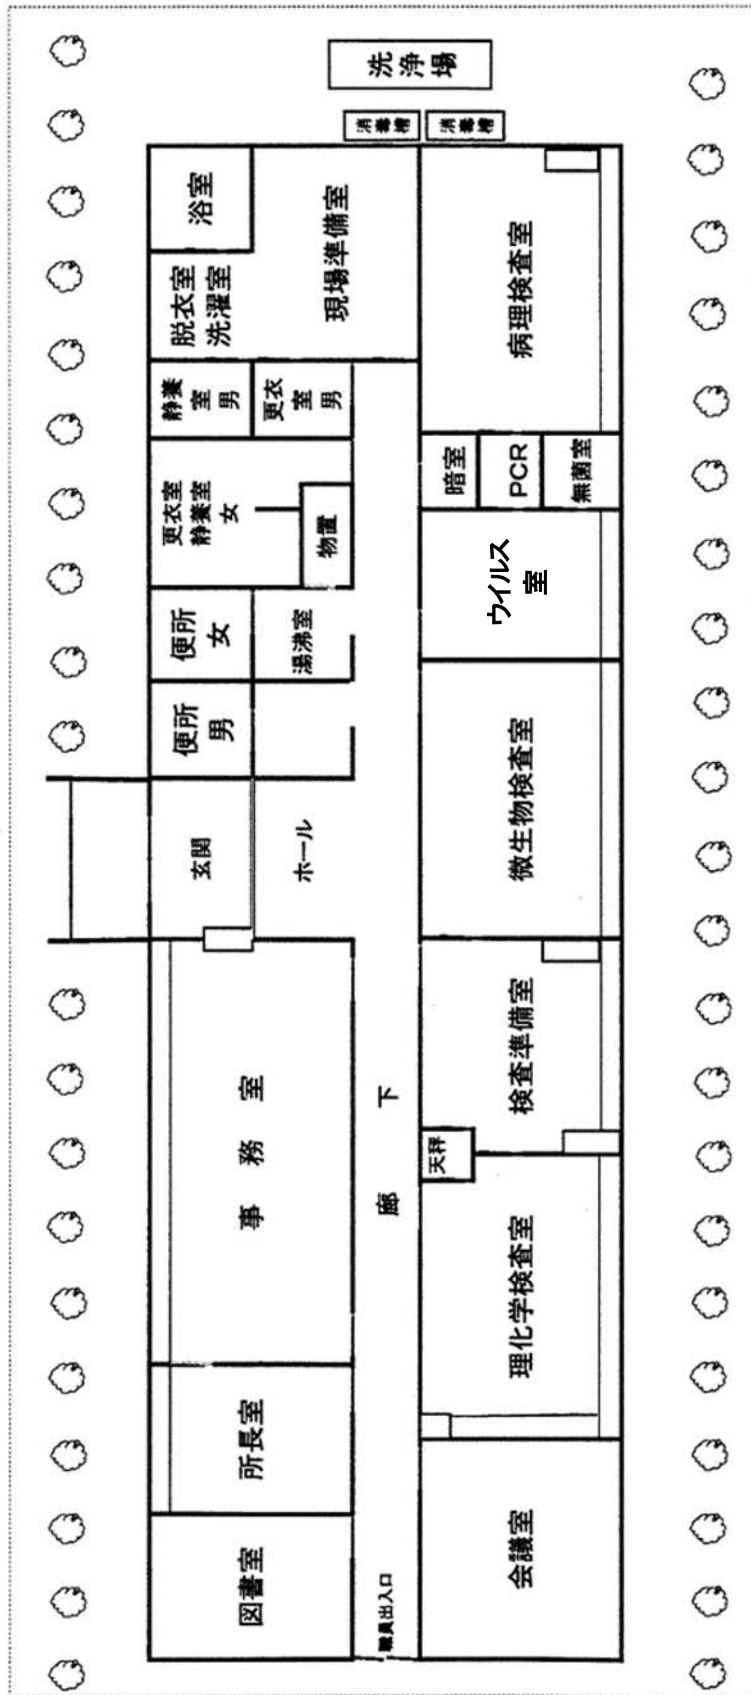 洗浄場
消毒槽
消毒槽
浴室
脱衣室
洗濯室
現場準備室
静養
室
男
更衣
室
男
更衣室
静養室
女
物置
便所
女
湯沸室
便所
男
玄関
ホール
事務室
所長室
図書室
廊下
職員出入口
病理検査室
暗室
PCR
無菌室
ウイルス
室
微生物検査室
検査準備室
天秤
理化学検査室
会議室